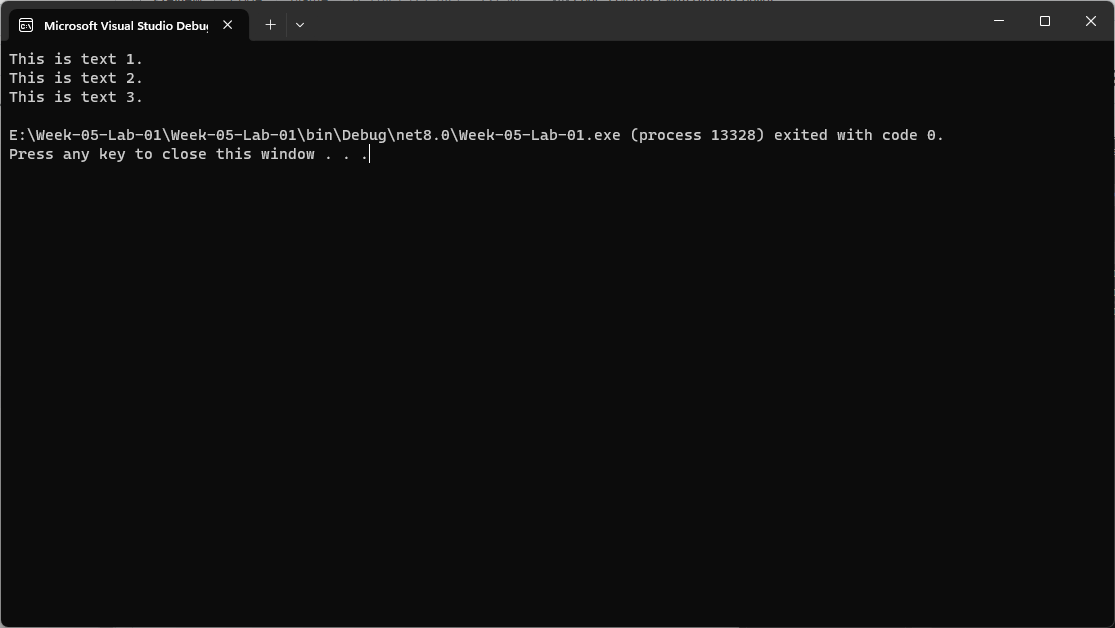 Microsoft Visual Studio Debug
This is text 1.
This is text 2.
This is text 3.
E:\Week-05-Lab-01\Week-05-Lab-01\bin\Debug\net8.0\Week-05-Lab-01.exe (process 13328) exited with code 0.
Press any key to close this window . . .